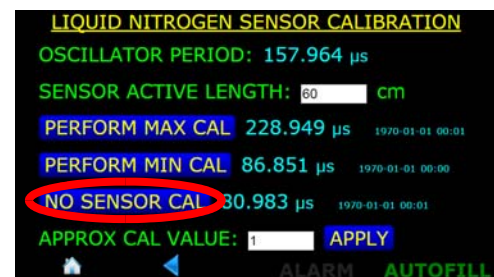 LIQUID NITROGEN SENSOR CALIBRATION
OSCILLATOR PERIOD: 157.964 µs
SENSOR ACTIVE LENGTH: 60 cm
PERFORM MAX CAL 228.949 µs 1970-01-01 00:01
PERFORM MIN CAL 86.851 µs 1970-01-01 00:00
NO SENSOR CAL 80.983 µs 1970-01-01 00:01
APPROX CAL VALUE: 1 APPLY
ALARM AUTOFILL